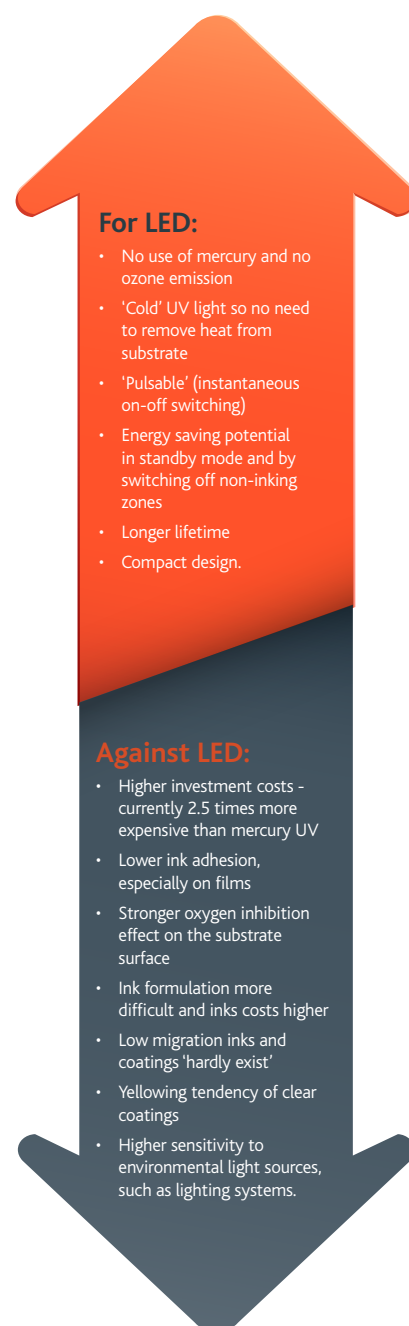 For LED:
• No use of mercury and no
ozone emission
• ‘Cold’ UV light so no need
to remove heat from
substrate
• ‘Pulsable’ (instantaneous
on-off switching)
• Energy saving potential
in standby mode and by
switching off non-inking
zones
• Longer lifetime
• Compact design.
Against LED:
• Higher investment costs -
currently 2.5 times more
expensive than mercury UV
• Lower ink adhesion,
especially on films
• Stronger oxygen inhibition
effect on the substrate
surface
• Ink formulation more
difficult and inks costs higher
• Low migration inks and
coatings ‘hardly exist’
• Yellowing tendency of clear
coatings
• Higher sensitivity to
environmental light sources,
such as lighting systems.